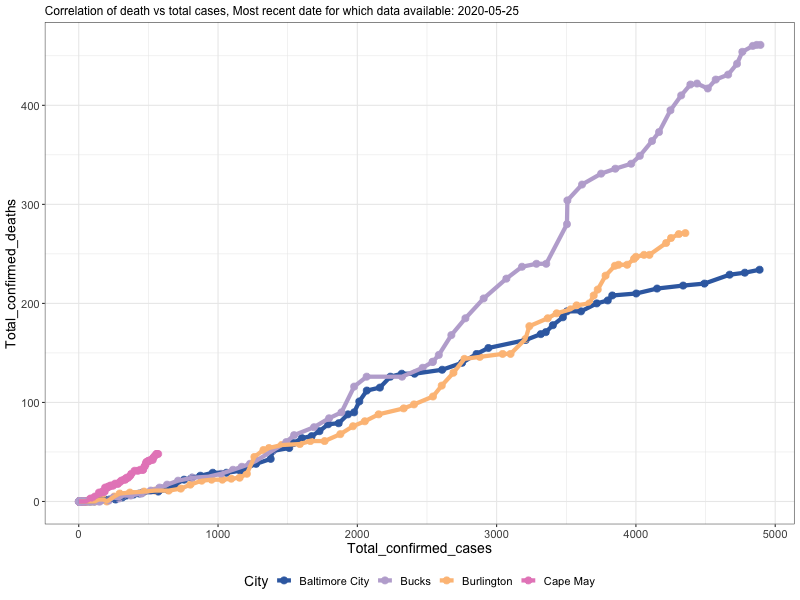 Correlation of death vs total cases, Most recent date for which data available: 2020-05-25
Total_confirmed_deaths
400
300
200
100
0
0 1000 2000 3000 4000 5000
Total_confirmed_cases
City Baltimore City Bucks Burlington Cape May